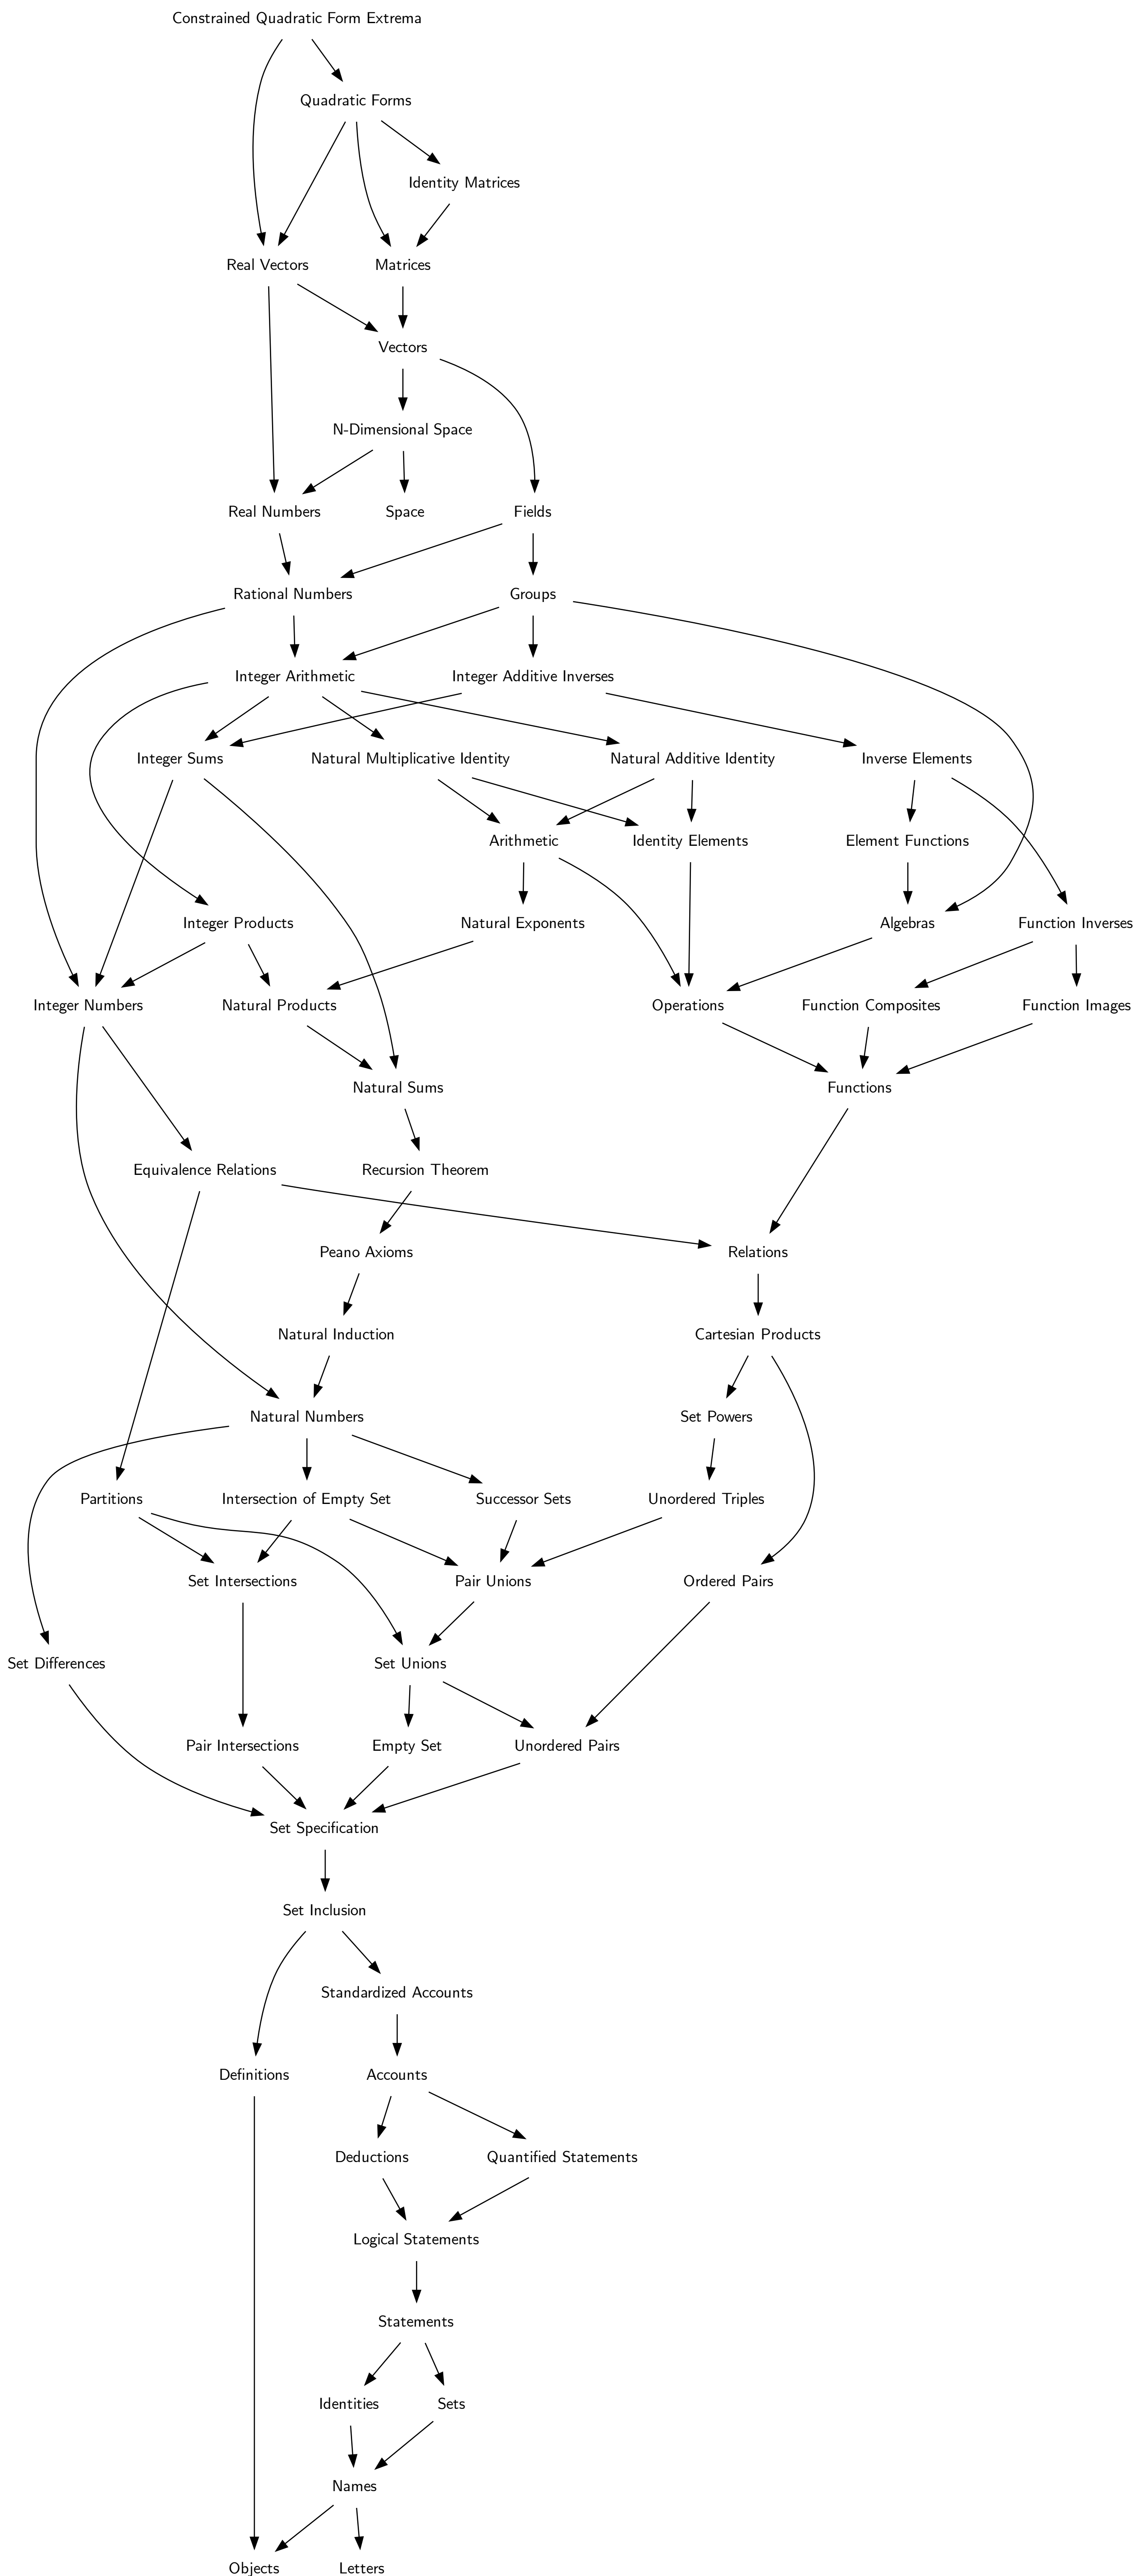 Constrained Quadratic Form Extrema
Quadratic Forms
Identity Matrices
Real Vectors
Matrices
Vectors
N-Dimensional Space
Real Numbers
Space
Fields
Rational Numbers
Groups
Integer Arithmetic
Integer Additive Inverses
Integer Sums
Natural Multiplicative Identity
Natural Additive Identity
Inverse Elements
Arithmetic
Identity Elements
Element Functions
Integer Products
Natural Exponents
Algebras
Function Inverses
Integer Numbers
Natural Products
Operations
Function Composites
Function Images
Natural Sums
Functions
Equivalence Relations
Recursion Theorem
Peano Axioms
Relations
Natural Induction
Cartesian Products
Natural Numbers
Set Powers
Partitions
Intersection of Empty Set
Successor Sets
Unordered Triples
Set Intersections
Pair Unions
Ordered Pairs
Set Differences
Set Unions
Pair Intersections
Empty Set
Unordered Pairs
Set Specification
Set Inclusion
Standardized Accounts
Definitions
Accounts
Deductions
Quantified Statements
Logical Statements
Statements
Identities
Sets
Names
Objects
Letters